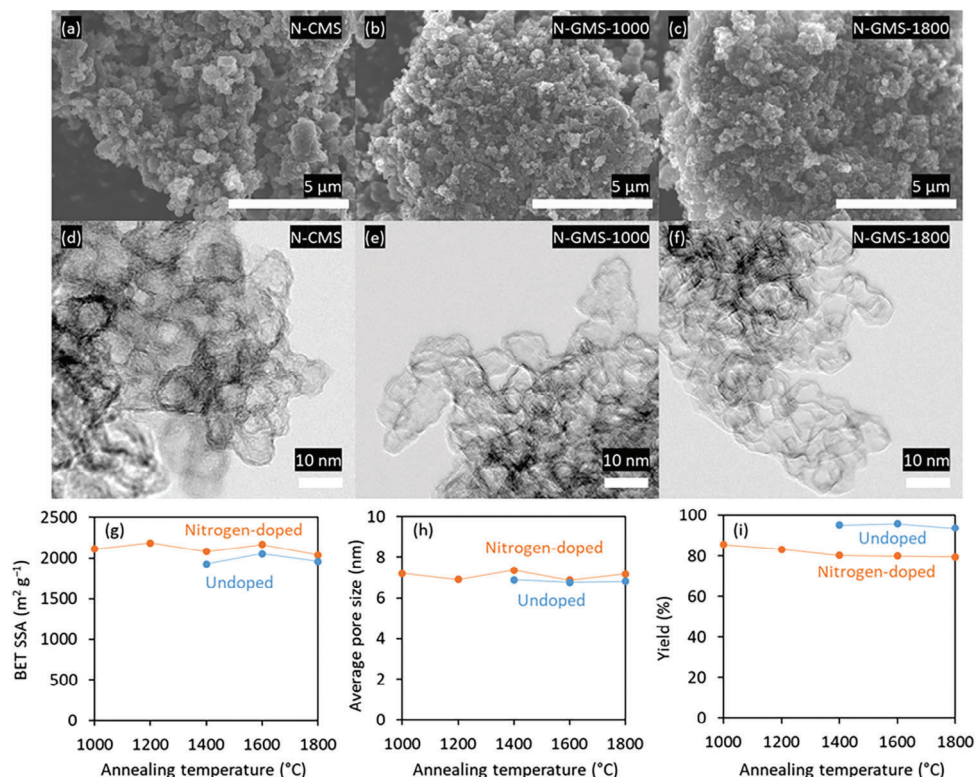 (a) N-CMS
5 μm
(b) N-GMS-1000
5 μm
(c) N-GMS-1800
5 μm
(d) N-CMS
10 nm
(e) N-GMS-1000
10 nm
(f) N-GMS-1800
10 nm
(g)
BET SSA (m² g⁻¹)
2500
2000
1500
1000
500
0
Nitrogen-doped
Undoped
1000 1200 1400 1600 1800
Annealing temperature (°C)
(h)
Average pore size (nm)
10
8
6
4
2
0
Nitrogen-doped
Undoped
1000 1200 1400 1600 1800
Annealing temperature (°C)
(i)
Yield (%)
100
80
60
40
20
0
Undoped
Nitrogen-doped
1000 1200 1400 1600 1800
Annealing temperature (°C)